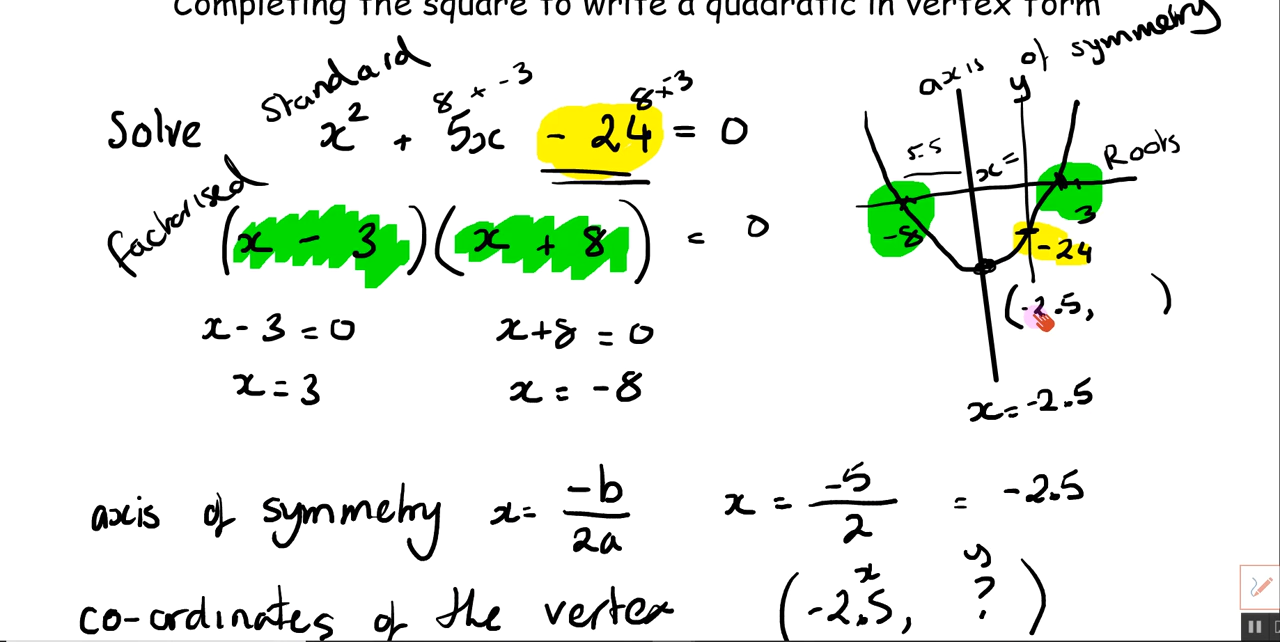 Completing the square to write a quadratic in vertex form
Standard
8 + -3
8 x -3
Solve x² + 5x - 24 = 0
Factorised
(x - 3)(x + 8) = 0
x - 3 = 0
x + 8 = 0
x = 3
x = -8
axis of symmetry
y
5.5
x=
Roots
-8
3
-24
(-2.5, )
x = -2.5
axis of symmetry x = -b/2a
x = -5/2 = -2.5
x y
co-ordinates of the vertex (-2.5, ?)